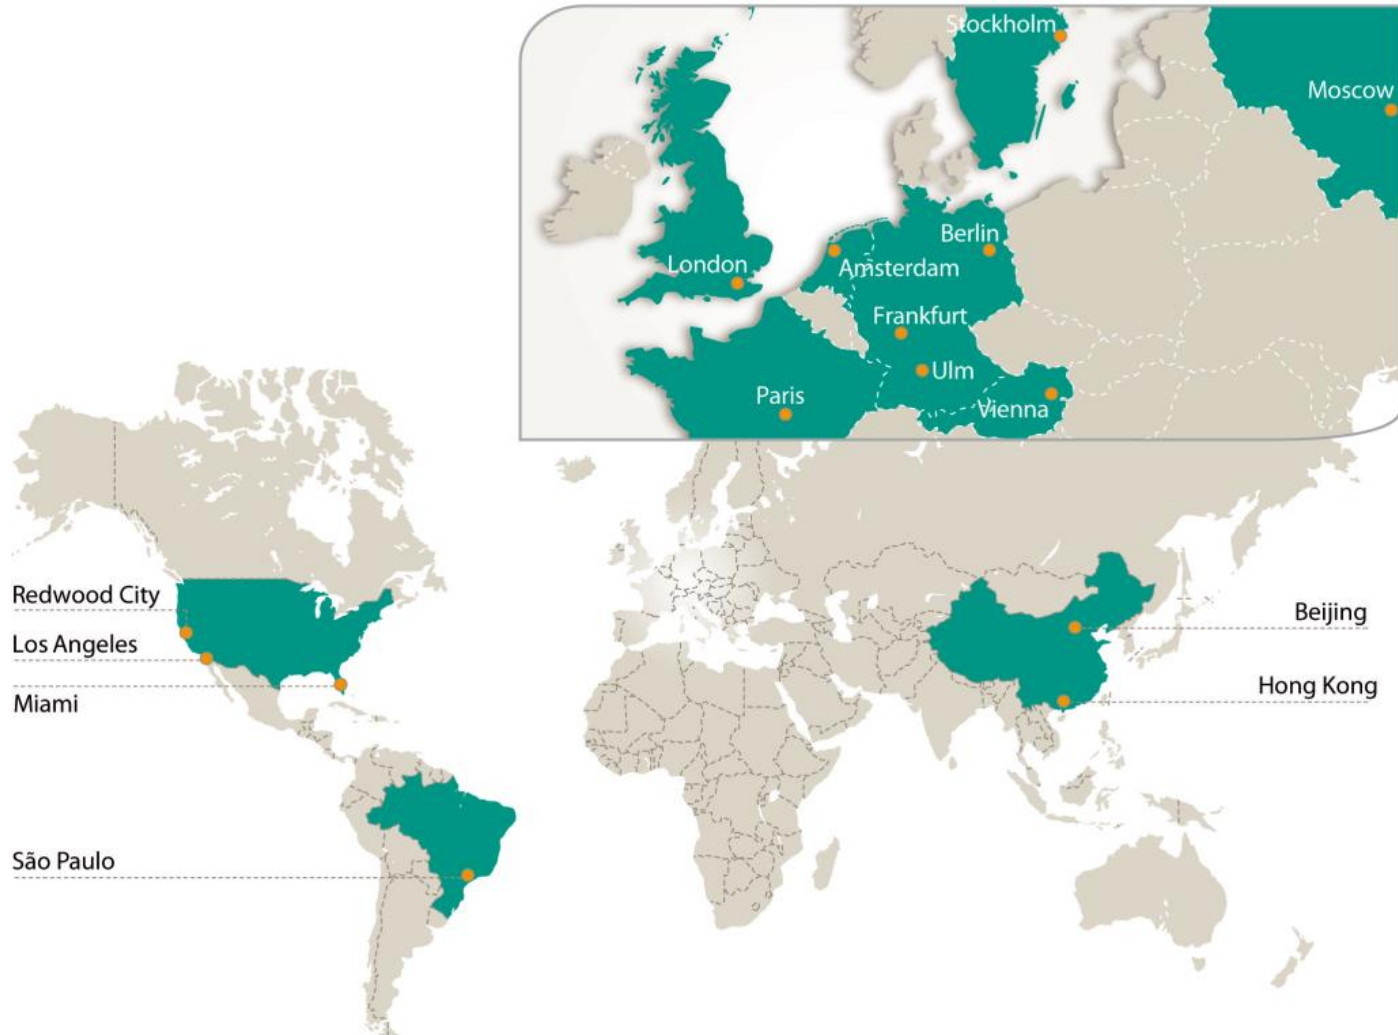 Stockholm
Moscow
Berlin
London
Amsterdam
Frankfurt
Ulm
Paris
Vienna
Redwood City
Los Angeles
Miami
São Paulo
Beijing
Hong Kong